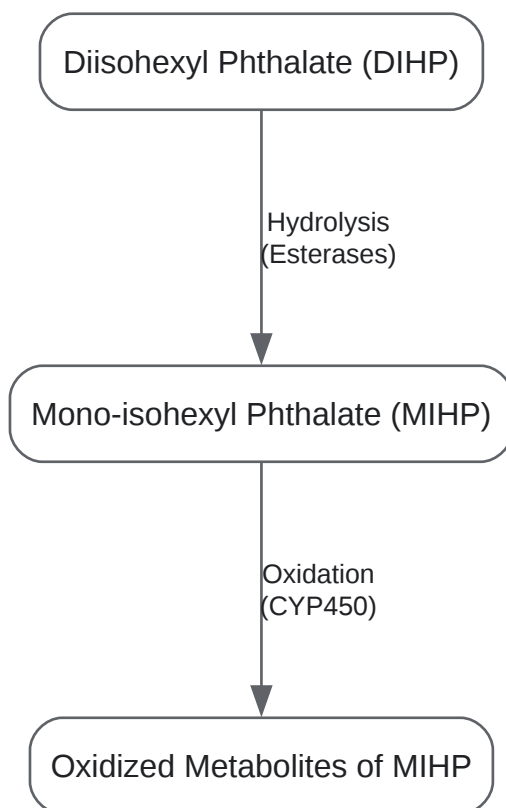 Diisohexyl Phthalate (DIHP)
Hydrolysis
(Esterases)
Mono-isohexyl Phthalate (MIHP)
Oxidation
(CYP450)
Oxidized Metabolites of MIHP